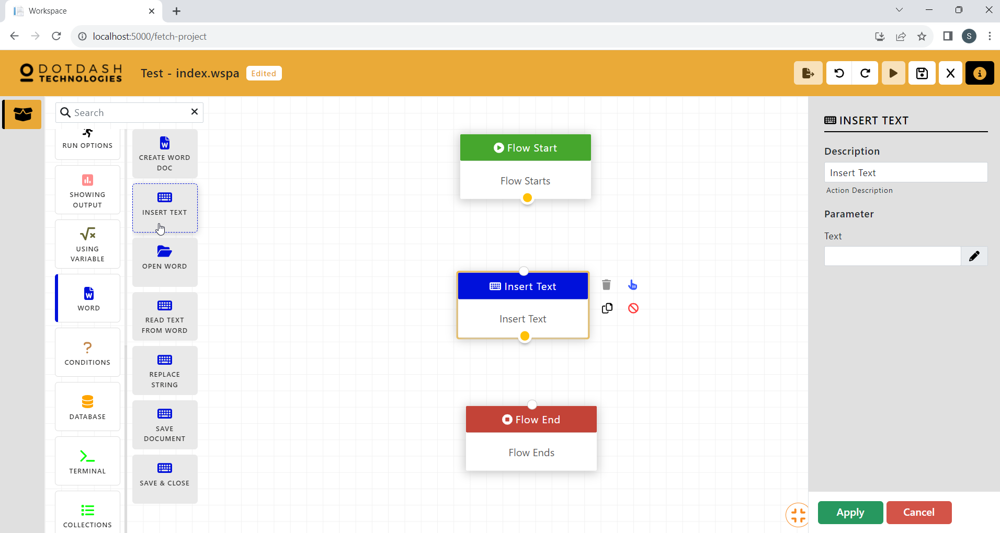 Workspace
localhost:5000/fetch-project
S
DOTDASH
TECHNOLOGIES
Test - index.wspa
Edited
Search
RUN OPTIONS
SHOWING
OUTPUT
USING
VARIABLE
WORD
CONDITIONS
DATABASE
TERMINAL
COLLECTIONS
CREATE WORD
DOC
INSERT TEXT
OPEN WORD
READ TEXT
FROM WORD
REPLACE
STRING
SAVE
DOCUMENT
SAVE & CLOSE
Flow Start
Flow Starts
Insert Text
Insert Text
Flow End
Flow Ends
INSERT TEXT
Description
Insert Text
Action Description
Parameter
Text
Apply
Cancel